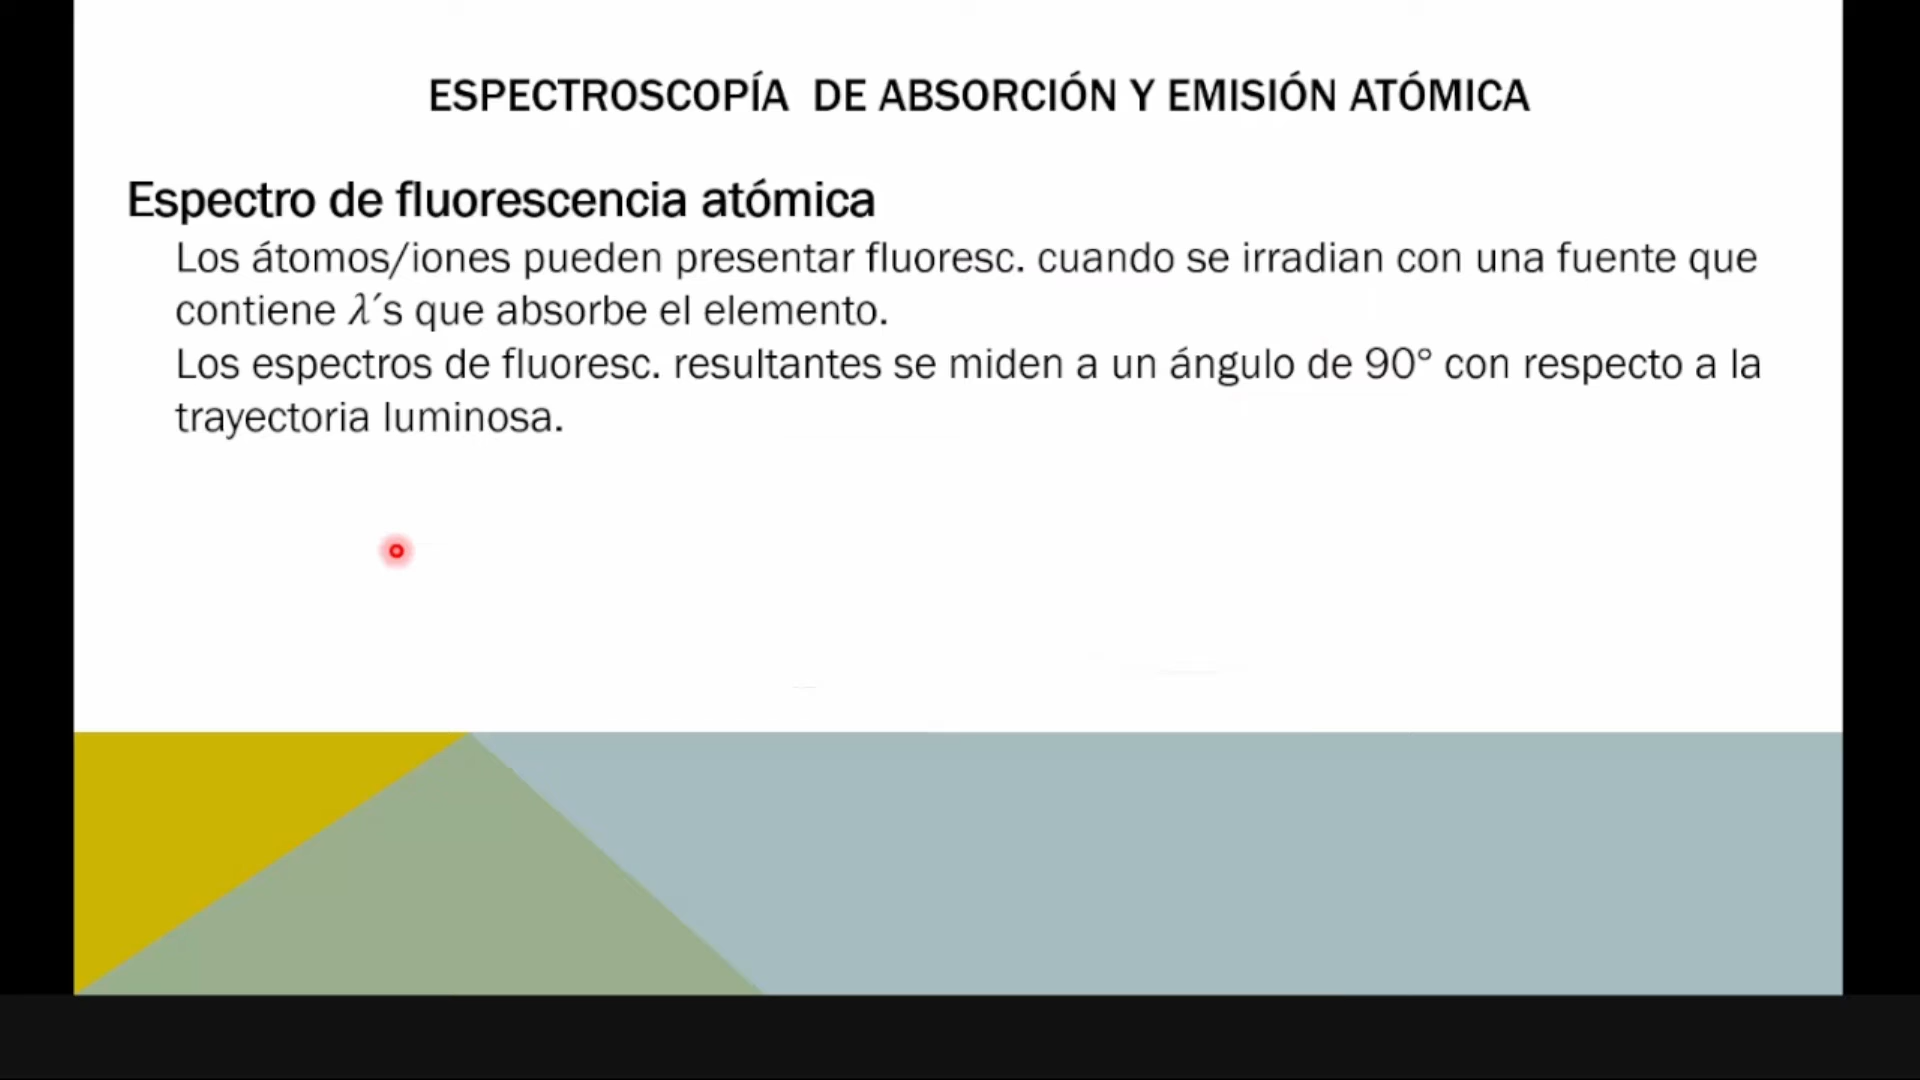 ESPECTROSCOPÍA  DE ABSORCIÓN Y EMISIÓN ATÓMICA
Espectro de fluorescencia atómica
Los átomos/iones pueden presentar fluoresc. cuando se irradian con una fuente que
contiene λ´s que absorbe el elemento.
Los espectros de fluoresc. resultantes se miden a un ángulo de 90° con respecto a la
trayectoria luminosa.